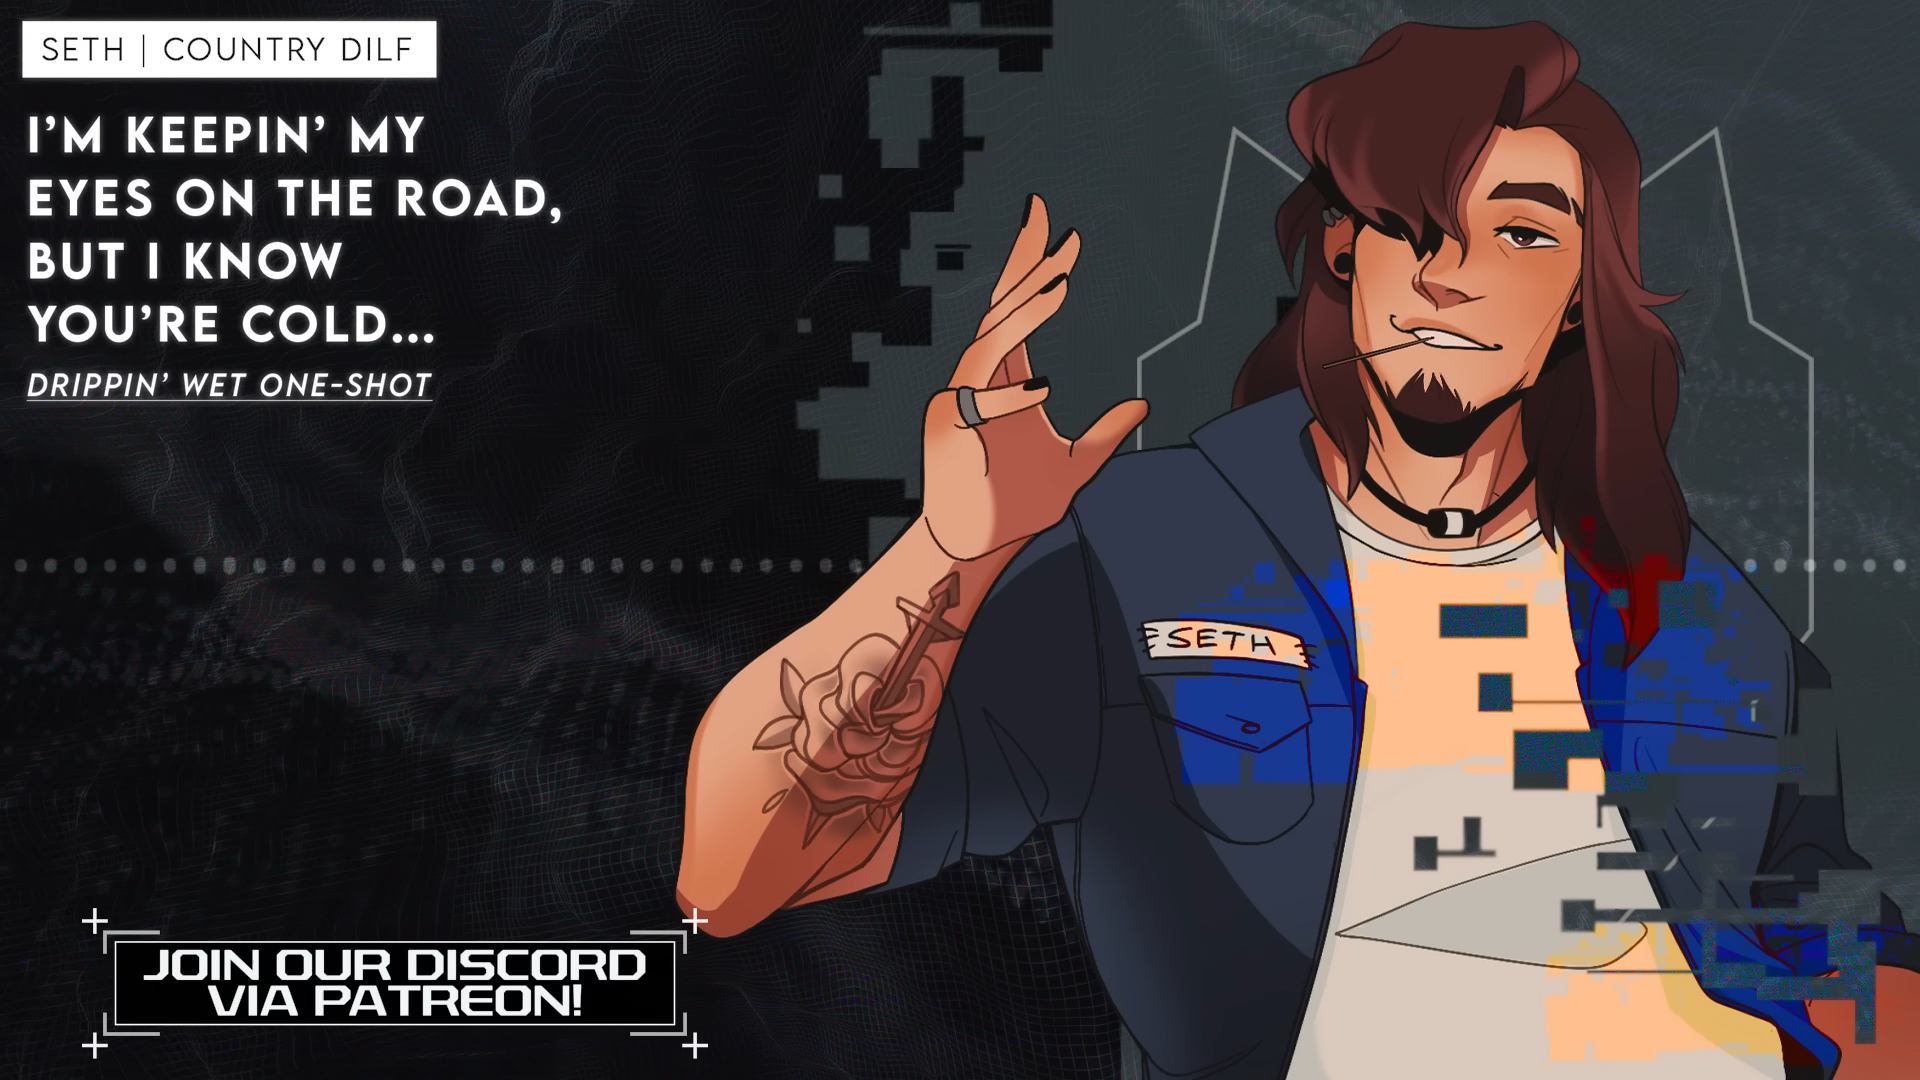 SETH | COUNTRY DILF
I'M KEEPIN' MY
EYES ON THE ROAD,
BUT I KNOW
YOU'RE COLD...
DRIPPIN' WET ONE-SHOT
SETH
JOIN OUR DISCORD
VIA PATREON!